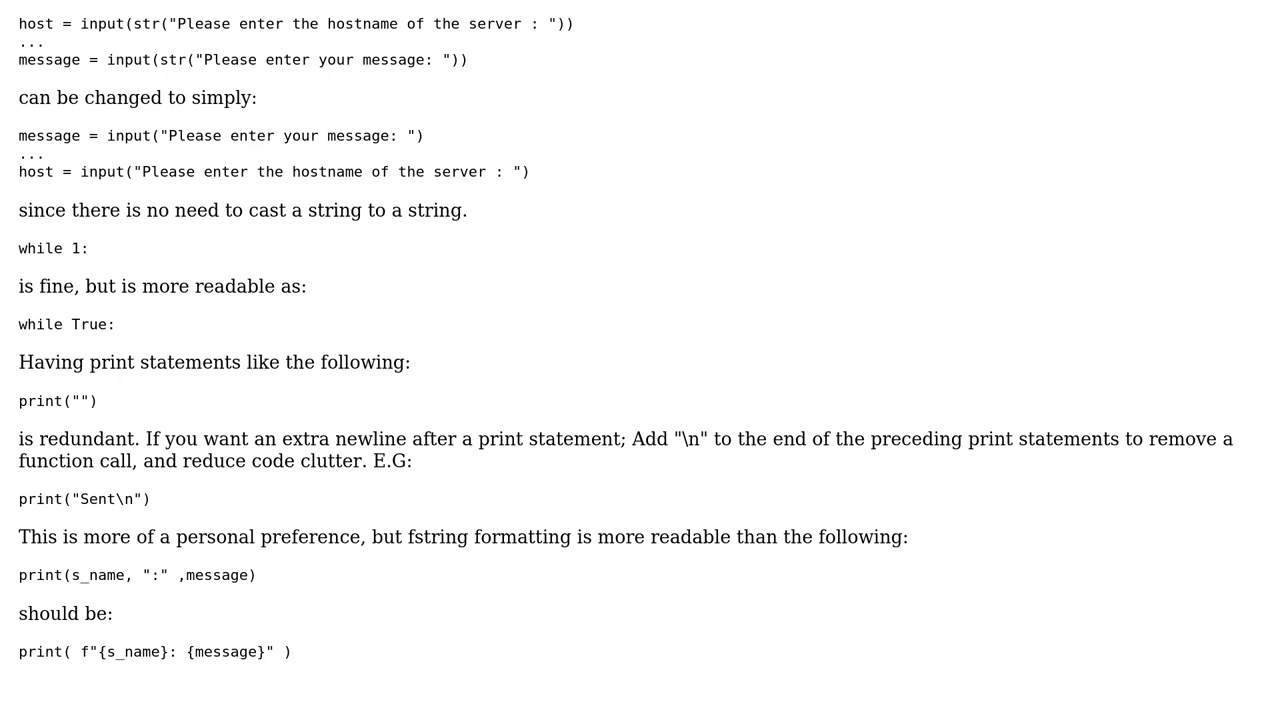 host = input(str("Please enter the hostname of the server : "))
...
message = input(str("Please enter your message: "))
can be changed to simply:
message = input("Please enter your message: ")
...
host = input("Please enter the hostname of the server : ")
since there is no need to cast a string to a string.
while 1:
is fine, but is more readable as:
while True:
Having print statements like the following:
print("")
is redundant. If you want an extra newline after a print statement; Add "\n" to the end of the preceding print statements to remove a
function call, and reduce code clutter. E.G:
print("Sent\n")
This is more of a personal preference, but fstring formatting is more readable than the following:
print(s_name, ":" ,message)
should be:
print( f"{s_name}: {message}" )